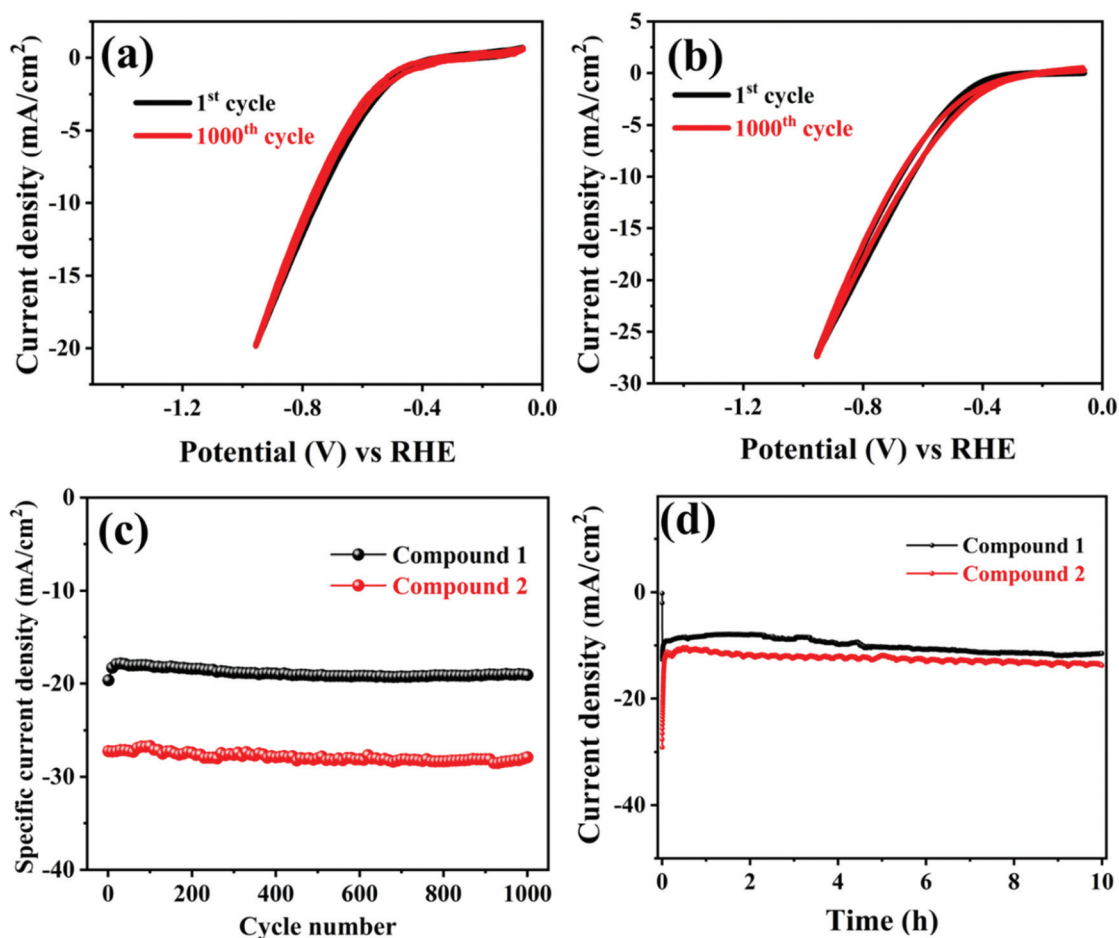 (a)
1st cycle
1000th cycle
Current density (mA/cm2)
0
-5
-10
-15
-20
-1.2
-0.8
-0.4
0.0
Potential (V) vs RHE
(b)
1st cycle
1000th cycle
Current density (mA/cm2)
5
0
-5
-10
-15
-20
-25
-30
-1.2
-0.8
-0.4
0.0
Potential (V) vs RHE
(c)
Compound 1
Compound 2
Specific current density (mA/cm2)
0
-10
-20
-30
-40
0
200
400
600
800
1000
Cycle number
(d)
Compound 1
Compound 2
Current density (mA/cm2)
0
-20
-40
0
2
4
6
8
10
Time (h)